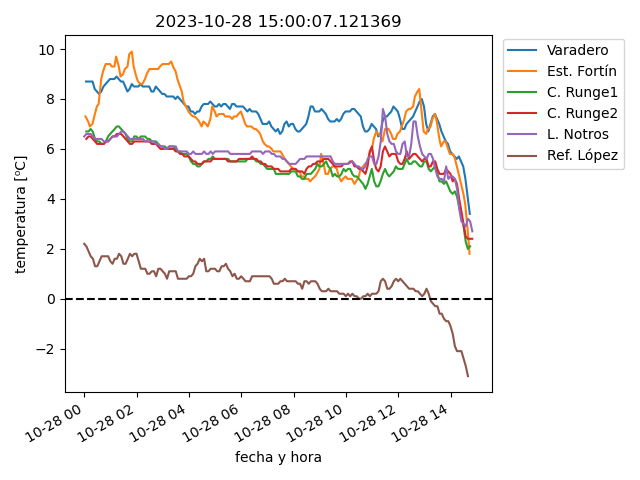 2023-10-28 15:00:07.121369
temperatura [ºC]
10
8
6
4
2
0
−2
10-28 00
10-28 02
10-28 04
10-28 06
10-28 08
10-28 10
10-28 12
10-28 14
fecha y hora
Varadero
Est. Fortín
C. Runge1
C. Runge2
L. Notros
Ref. López